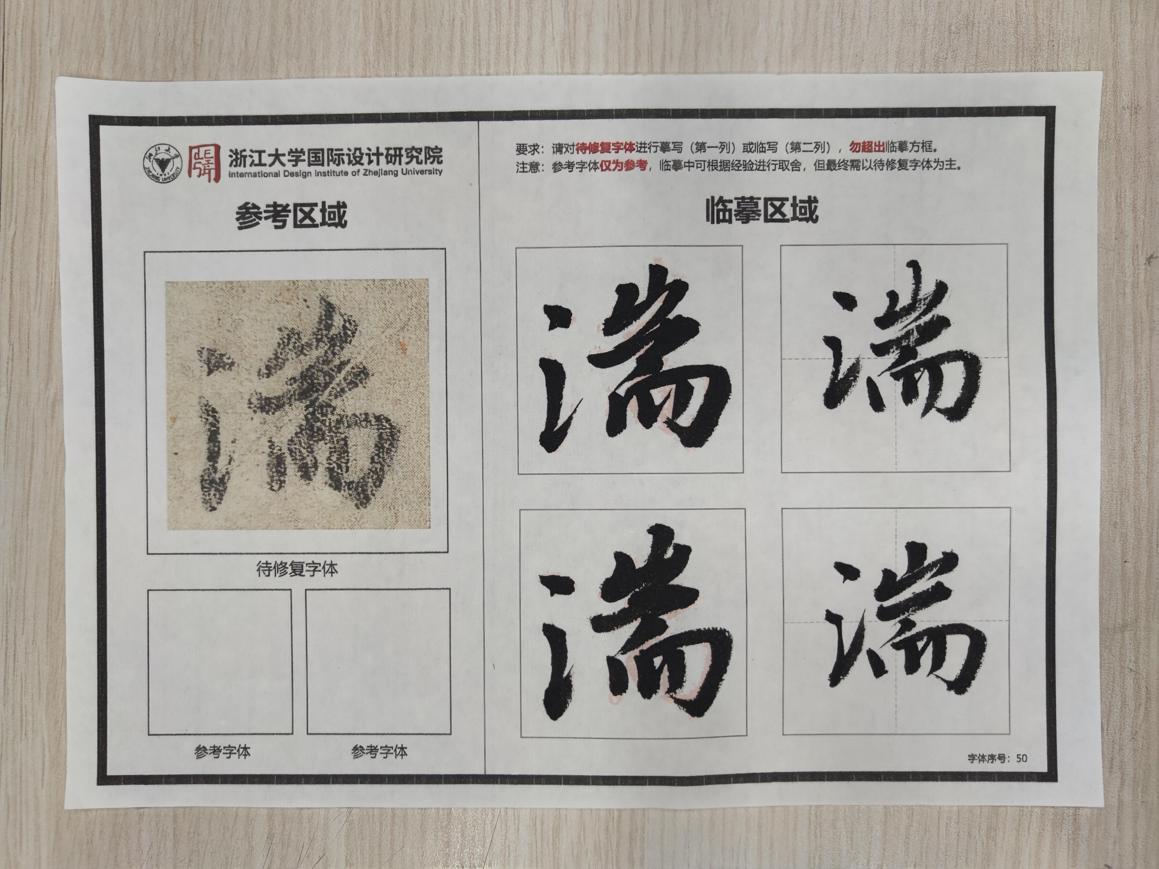 浙江大学国际设计研究院
International Design Institute of Zhejiang University
参考区域
湍
待修复字体
参考字体 参考字体
要求：请对待修复字体进行摹写（第一列）或临写（第二列），勿超出临摹方框。
注意：参考字体仅为参考，临摹中可根据经验进行取舍，但最终需以待修复字体为主。
临摹区域
湍 湍
湍 湍
字体序号：50